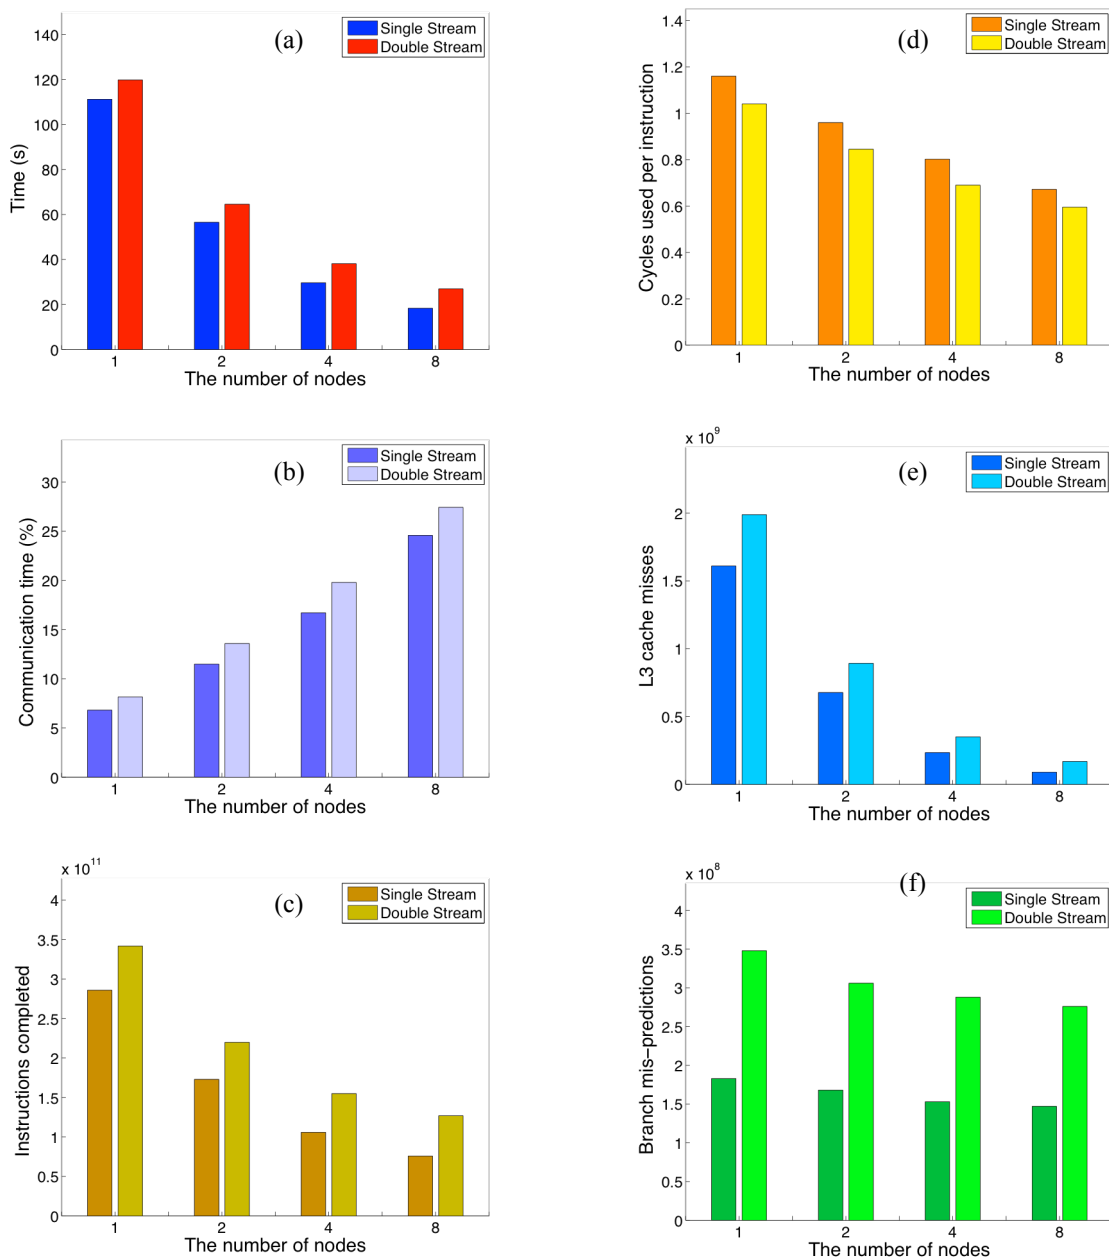 (a)
Single Stream
Double Stream
Time (s)
140
120
100
80
60
40
20
0
1 2 4 8
The number of nodes
(d)
Single Stream
Double Stream
Cycles used per instruction
1.4
1.2
1
0.8
0.6
0.4
0.2
0
1 2 4 8
The number of nodes
(b)
Single Stream
Double Stream
Communication time (%)
30
25
20
15
10
5
0
1 2 4 8
The number of nodes
x 10^9
(e)
Single Stream
Double Stream
L3 cache misses
2
1.5
1
0.5
0
1 2 4 8
The number of nodes
x 10^11
(c)
Single Stream
Double Stream
Instructions completed
4
3.5
3
2.5
2
1.5
1
0.5
0
1 2 4 8
The number of nodes
x 10^8
(f)
Single Stream
Double Stream
Branch mis-predictions
4
3.5
3
2.5
2
1.5
1
0.5
0
1 2 4 8
The number of nodes